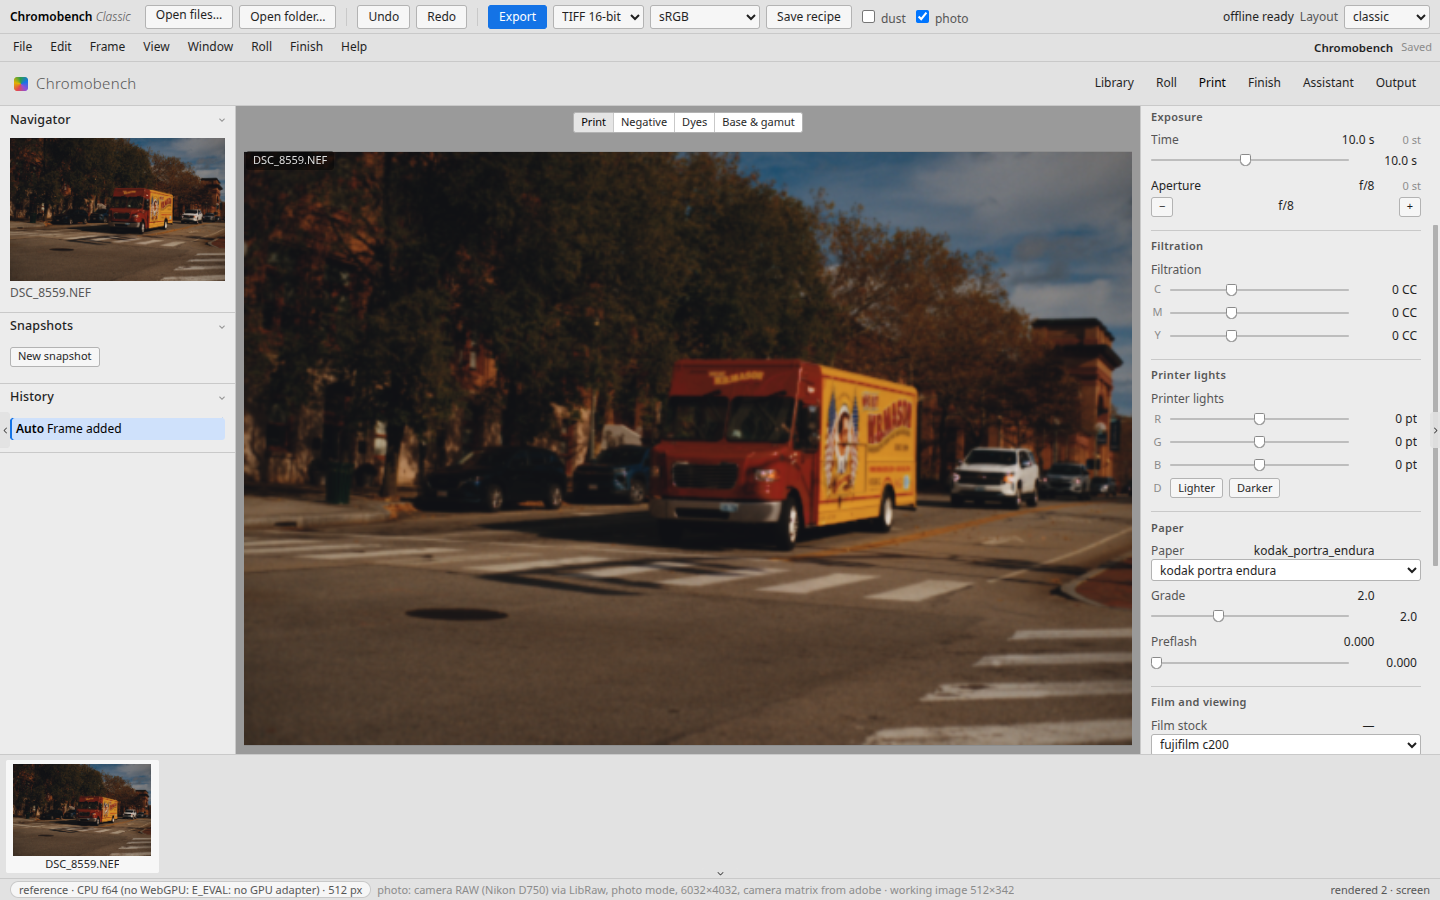 Chromobench Classic
Open files...
Open folder...
Undo
Redo
Export
TIFF 16-bit
sRGB
Save recipe
dust
photo
offline ready
Layout
classic
File
Edit
Frame
View
Window
Roll
Finish
Help
Chromobench
Saved
Chromobench
Library
Roll
Print
Finish
Assistant
Output
Navigator
DSC_8559.NEF
Snapshots
New snapshot
History
Auto Frame added
Print
Negative
Dyes
Base & gamut
DSC_8559.NEF
Exposure
Time
10.0 s
0 st
10.0 s
Aperture
f/8
0 st
−
f/8
+
Filtration
Filtration
C
0 CC
M
0 CC
Y
0 CC
Printer lights
Printer lights
R
0 pt
G
0 pt
B
0 pt
D
Lighter
Darker
Paper
Paper
kodak_portra_endura
kodak portra endura
Grade
2.0
2.0
Preflash
0.000
0.000
Film and viewing
Film stock
—
fujifilm c200
DSC_8559.NEF
reference · CPU f64 (no WebGPU: E_EVAL: no GPU adapter) · 512 px
photo: camera RAW (Nikon D750) via LibRaw, photo mode, 6032×4032, camera matrix from adobe · working image 512×342
rendered 2 · screen